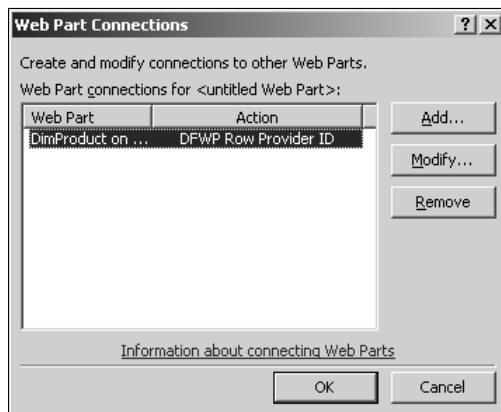 Web Part Connections
? X
Create and modify connections to other Web Parts.
Web Part connections for <untitled Web Part>:
Web Part Action
DimProduct on ... DFWP Row Provider ID
Add...
Modify...
Remove
Information about connecting Web Parts
OK Cancel